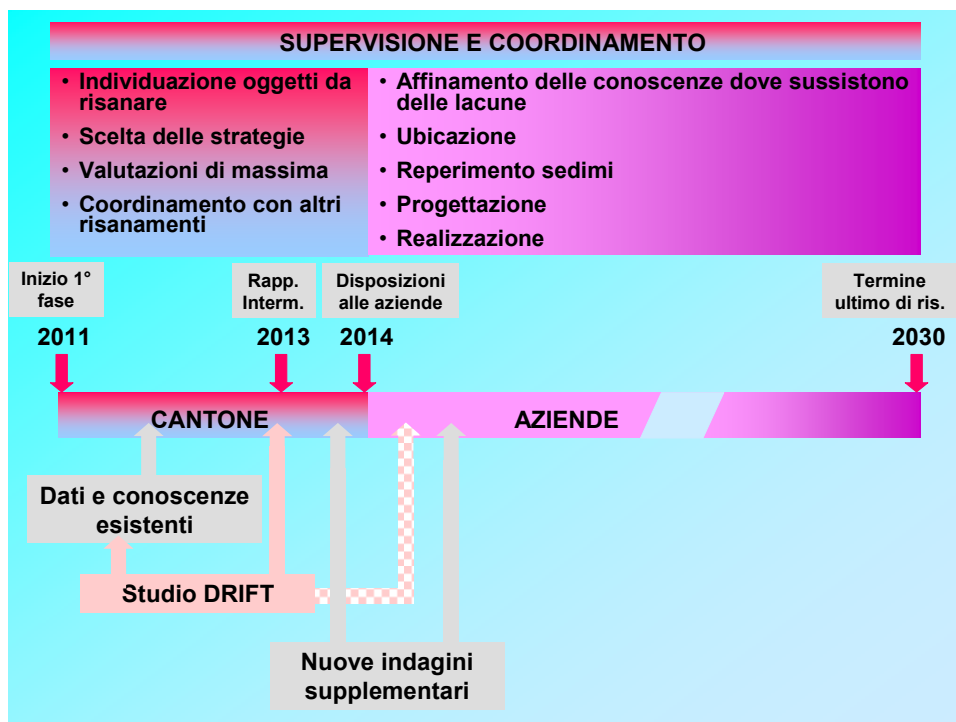 SUPERVISIONE E COORDINAMENTO
• Individuazione oggetti da
risanare
• Scelta delle strategie
• Valutazioni di massima
• Coordinamento con altri
risanamenti
• Affinamento delle conoscenze dove sussistono
delle lacune
• Ubicazione
• Reperimento sedimi
• Progettazione
• Realizzazione
Inizio 1°
fase
Rapp.
Interm.
Disposizioni
alle aziende
Termine
ultimo di ris.
2011
2013
2014
2030
CANTONE
AZIENDE
Dati e conoscenze
esistenti
Studio DRIFT
Nuove indagini
supplementari